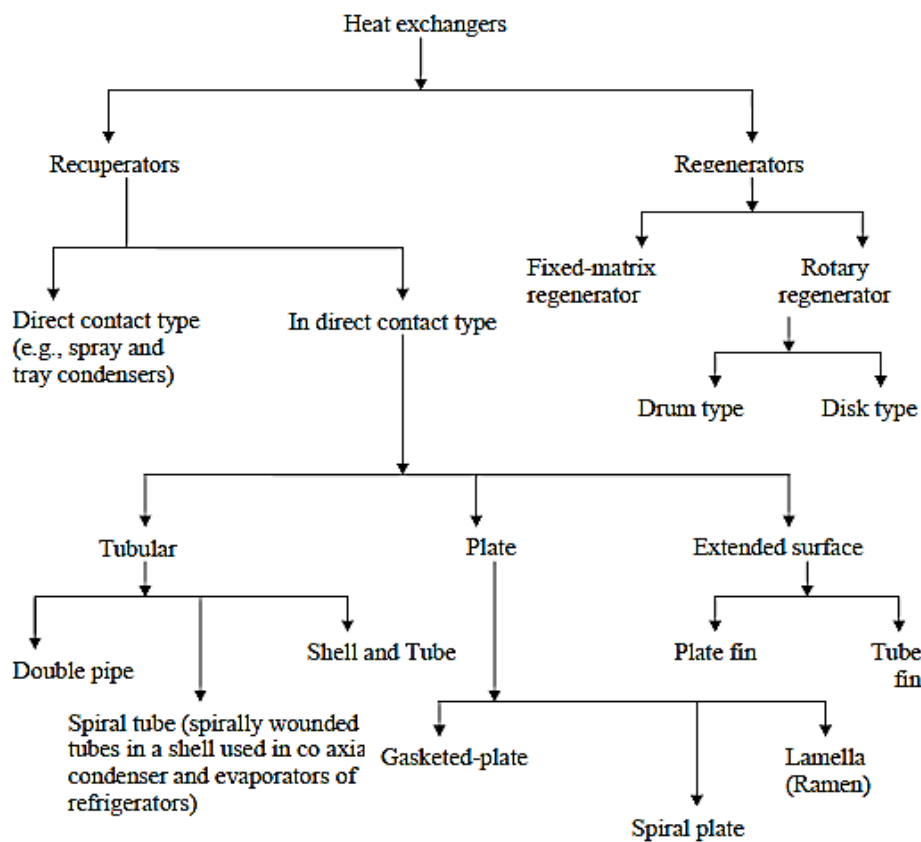 Heat exchangers
Recuperators
Regenerators
Fixed-matrix
regenerator
Rotary
regenerator
Direct contact type
(e.g., spray and
tray condensers)
In direct contact type
Drum type
Disk type
Tubular
Plate
Extended surface
Double pipe
Shell and Tube
Plate fin
Tube
fin
Spiral tube (spirally wounded
tubes in a shell used in co axia
condenser and evaporators of
refrigerators)
Gasketed-plate
Lamella
(Ramen)
Spiral plate